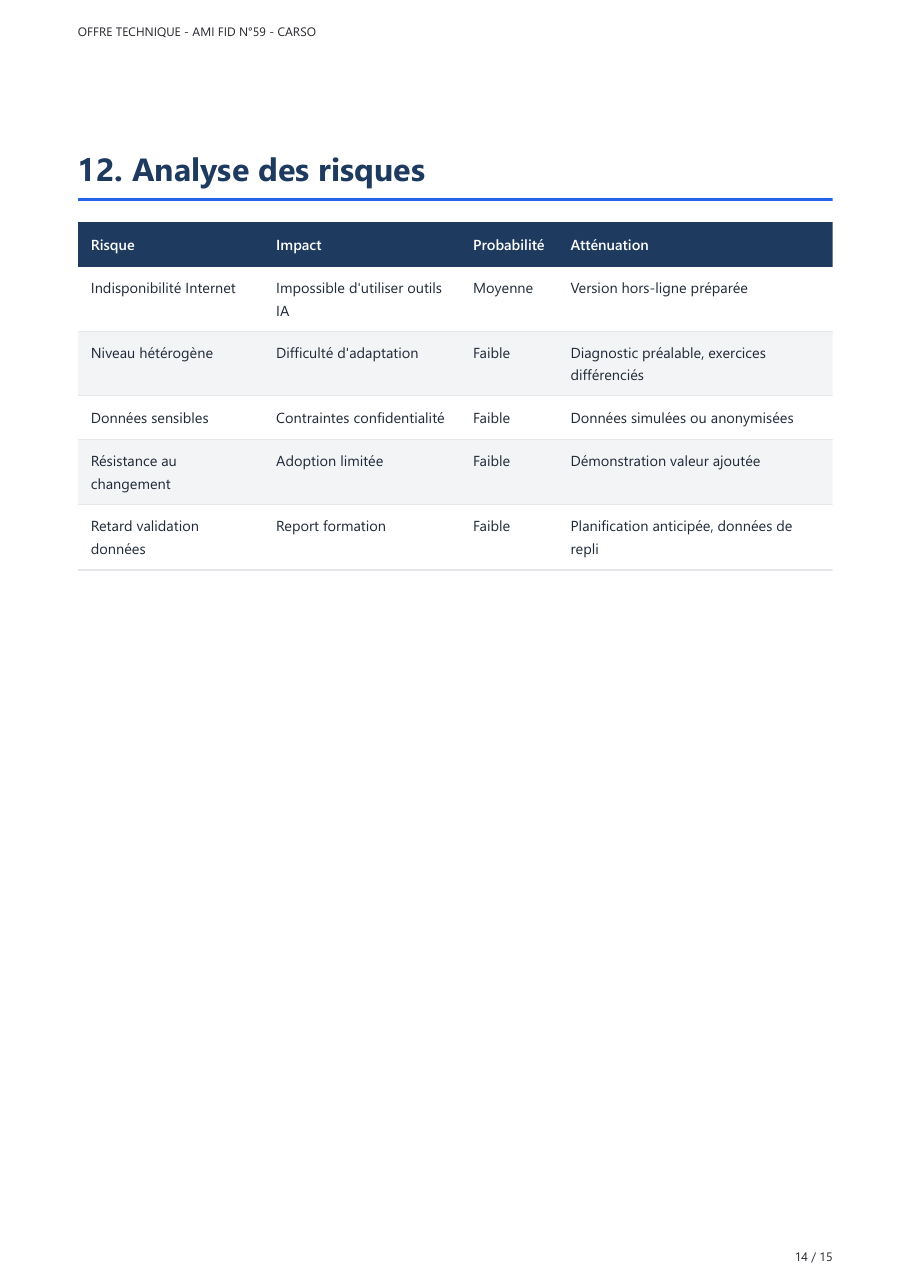 OFFRE TECHNIQUE - AMI FID N°59 - CARSO
12. Analyse des risques
Risque Impact Probabilité Atténuation
Indisponibilité Internet Impossible d'utiliser outils Moyenne Version hors-ligne préparée
IA
Niveau hétérogène Difficulté d'adaptation Faible Diagnostic préalable, exercices
différenciés
Données sensibles Contraintes confidentialité Faible Données simulées ou anonymisées
Résistance au Adoption limitée Faible Démonstration valeur ajoutée
changement
Retard validation Report formation Faible Planification anticipée, données de
données repli
14 / 15